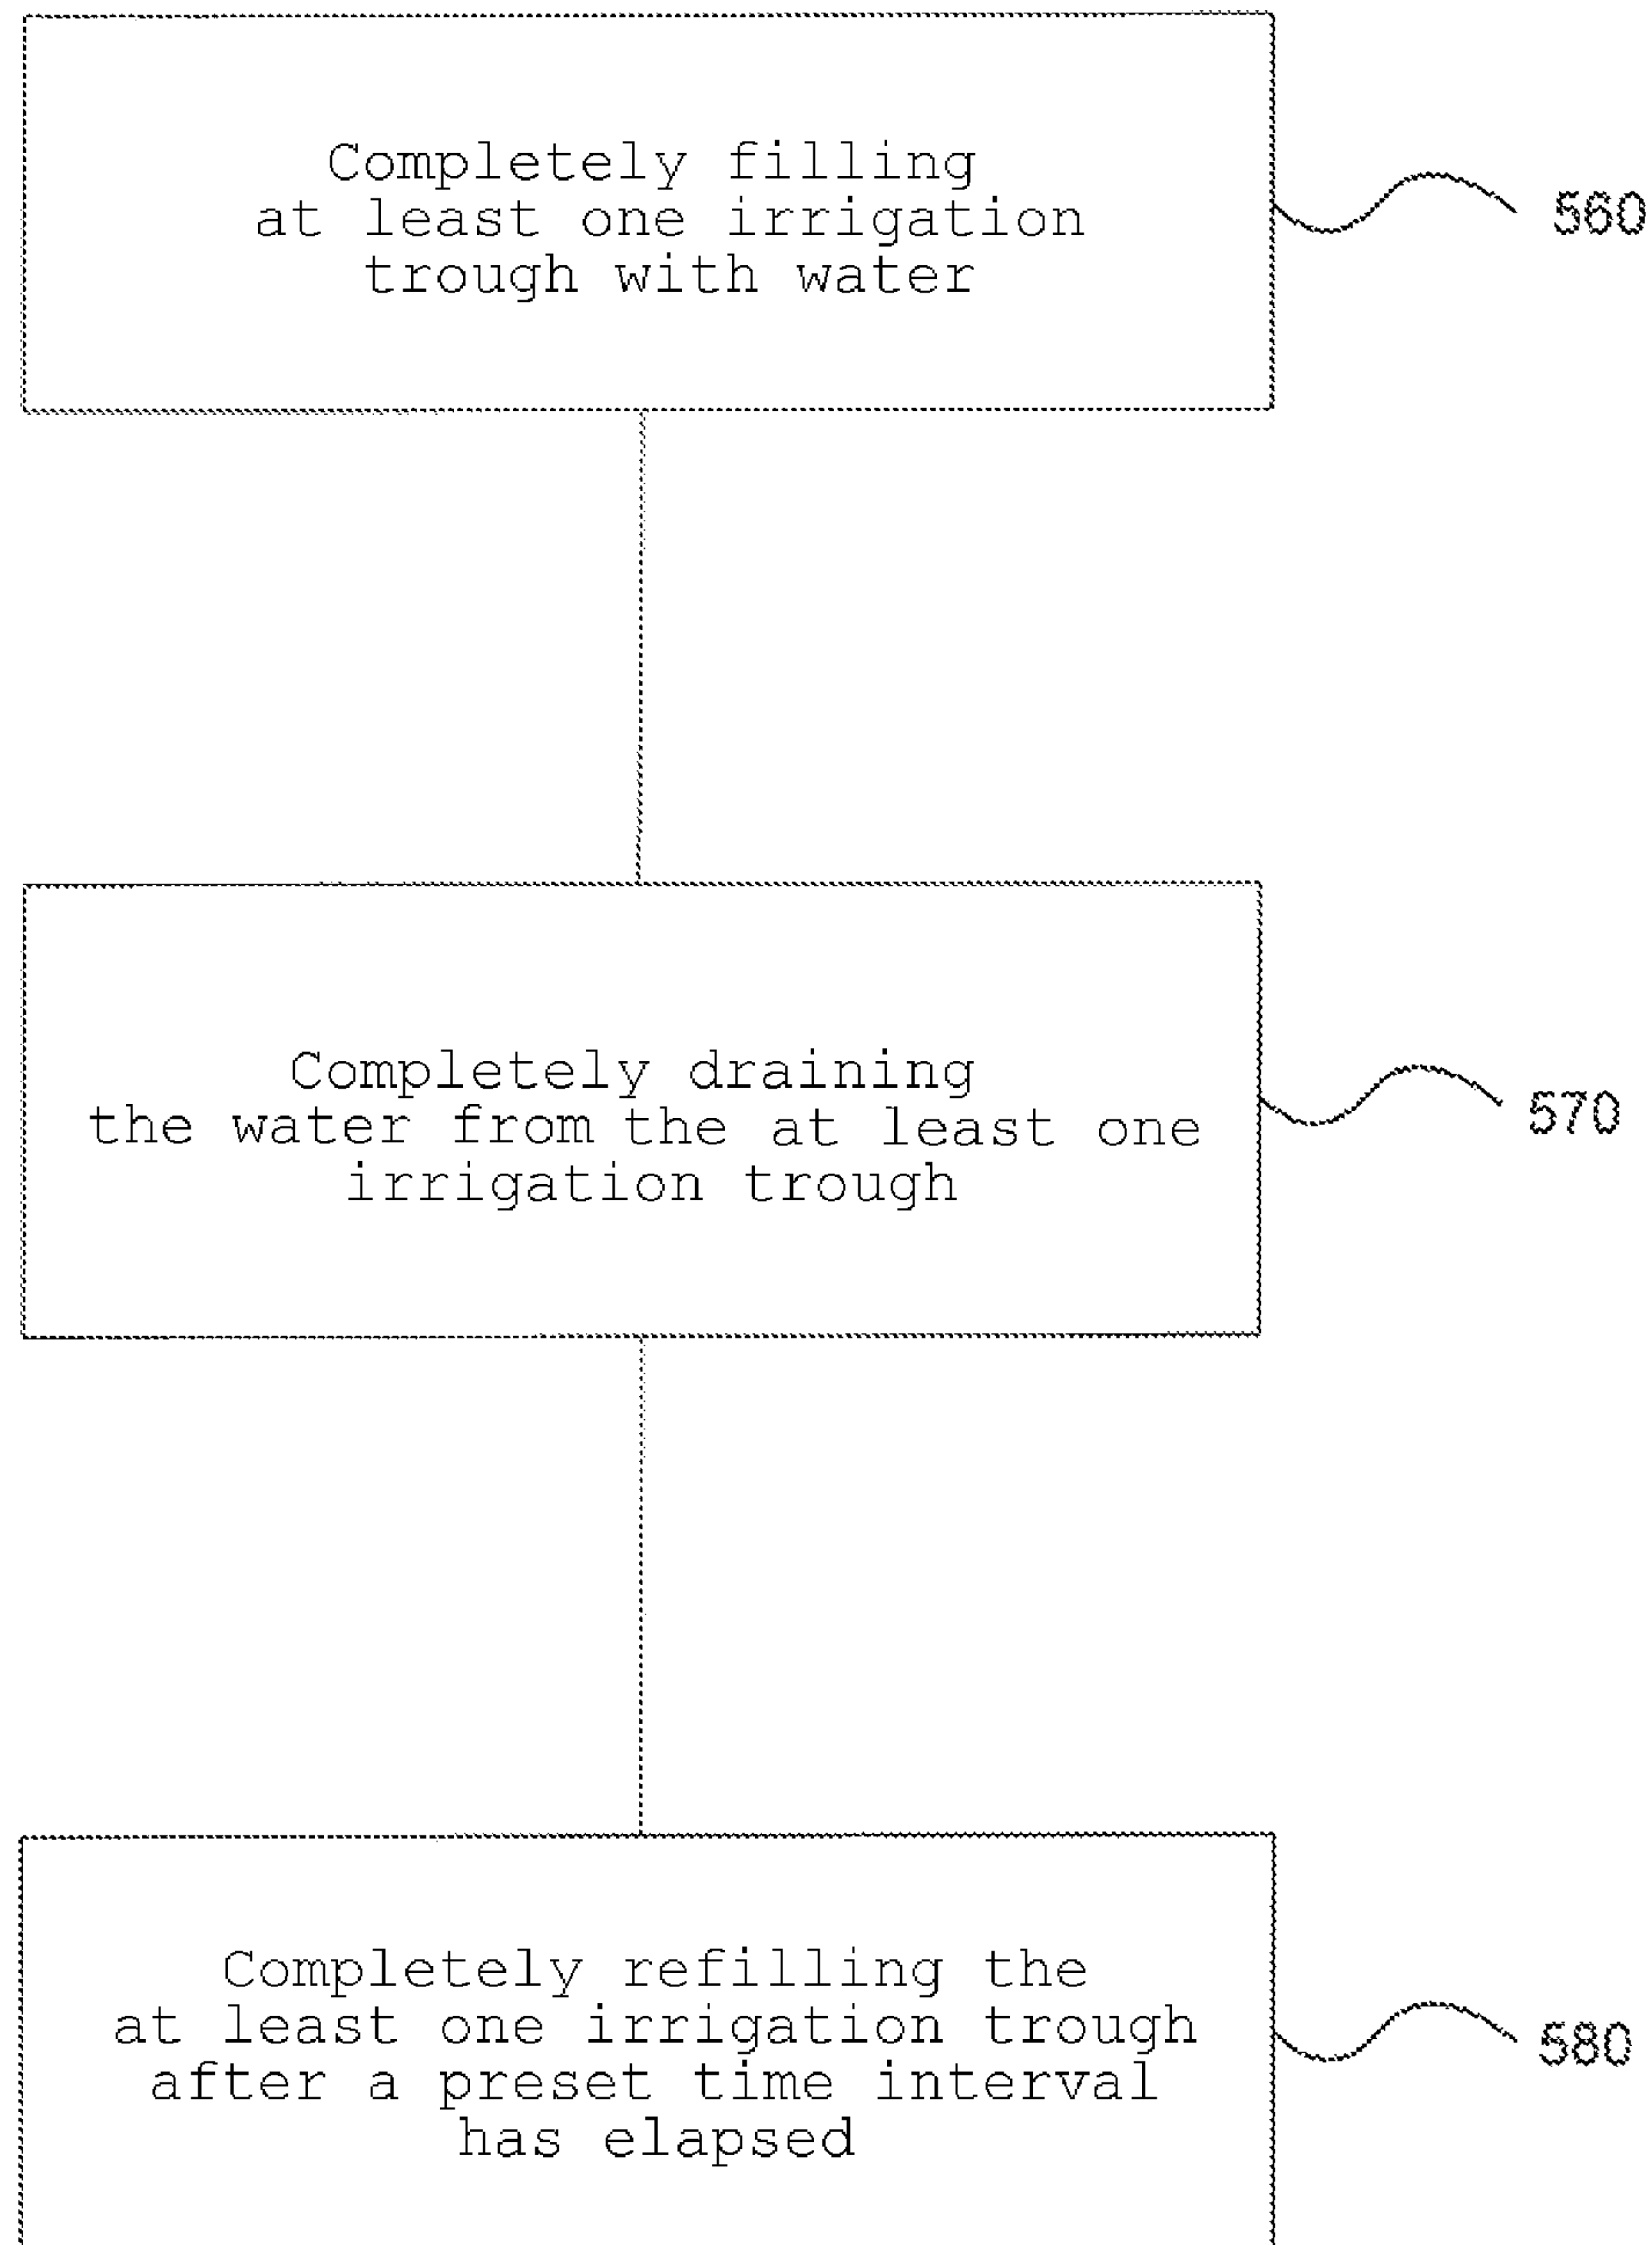 Completely filling
at least one irrigation
trough with water
560
Completely draining
the water from the at least one
irrigation trough
570
Completely refilling the
at least one irrigation trough
after a preset time interval
has elapsed
580